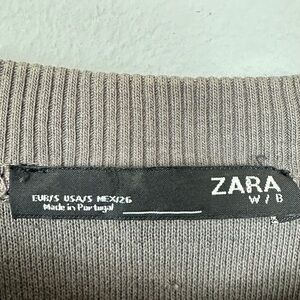 ZARA
W / B
EUR/S USA/S MEX/26
Made in Portugal